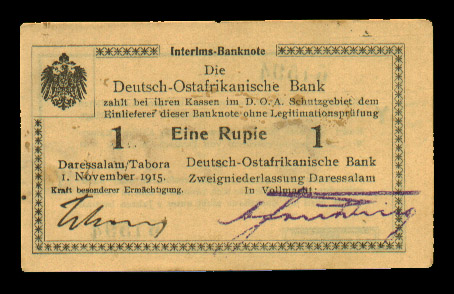 Interims-Banknote
Die
Deutsch-Ostafrikanische Bank
zahlt bei ihren Kassen im D. O. A. Schutzgebiet dem
Einlieferer dieser Banknote ohne Legitimationsprüfung
1 Eine Rupie 1
Daressalam/Tabora
1. November 1915.
Kraft besonderer Ermächtigung.
Deutsch-Ostafrikanische Bank
Zweigniederlassung Daressalam
In Vollmacht: